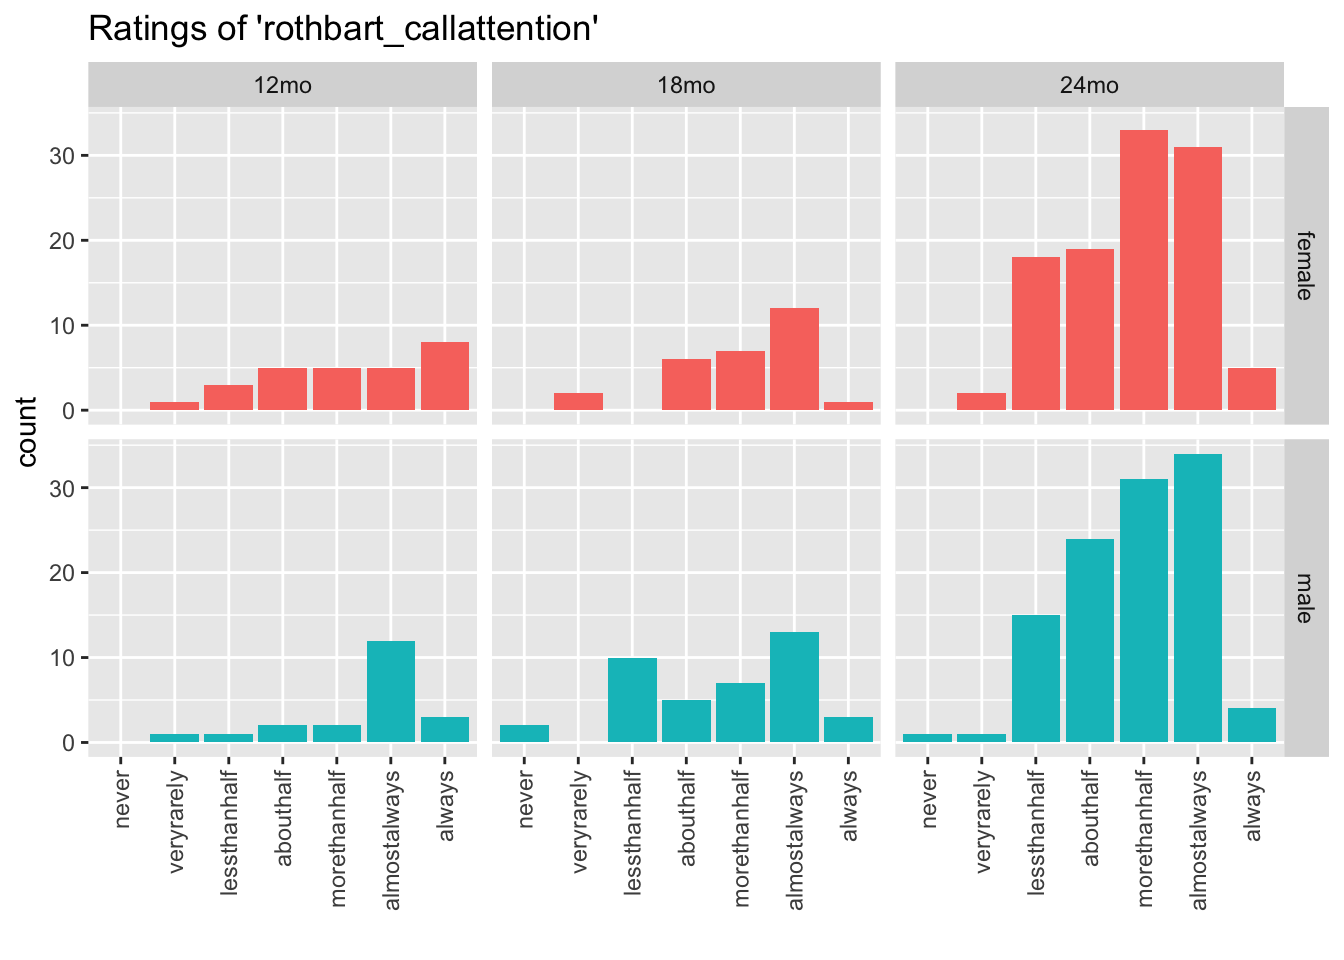 Ratings of 'rothbart_callattention'
12mo 18mo 24mo
30
20
10
0
female
count
30
20
10
0
male
never veryrarely lessthanhalf abouthalf morethanhalf almostalways always never veryrarely lessthanhalf abouthalf morethanhalf almostalways always never veryrarely lessthanhalf abouthalf morethanhalf almostalways always